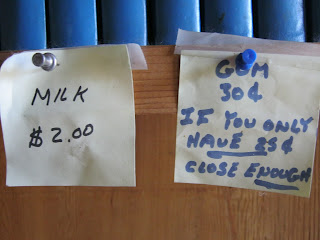 MILK
$2.00
GUM
30¢
IF YOU ONLY
HAVE 25¢
CLOSE ENOUGH